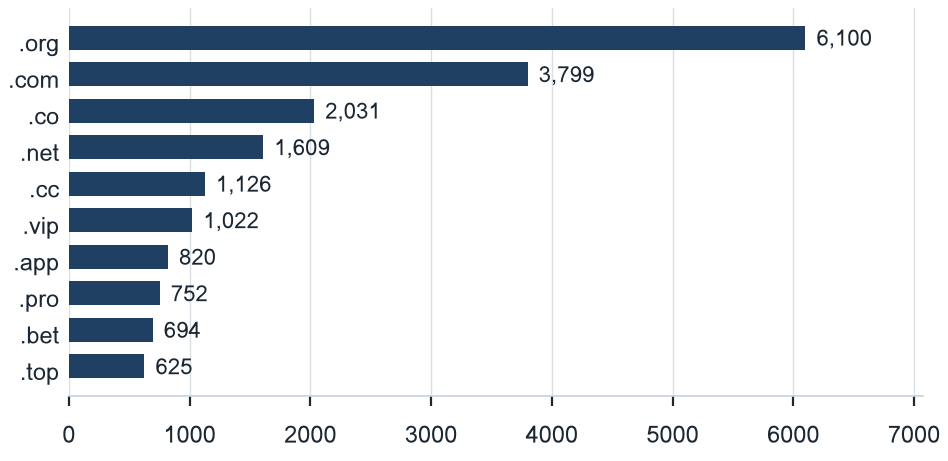 .org 6,100
.com 3,799
.co 2,031
.net 1,609
.cc 1,126
.vip 1,022
.app 820
.pro 752
.bet 694
.top 625
0 1000 2000 3000 4000 5000 6000 7000